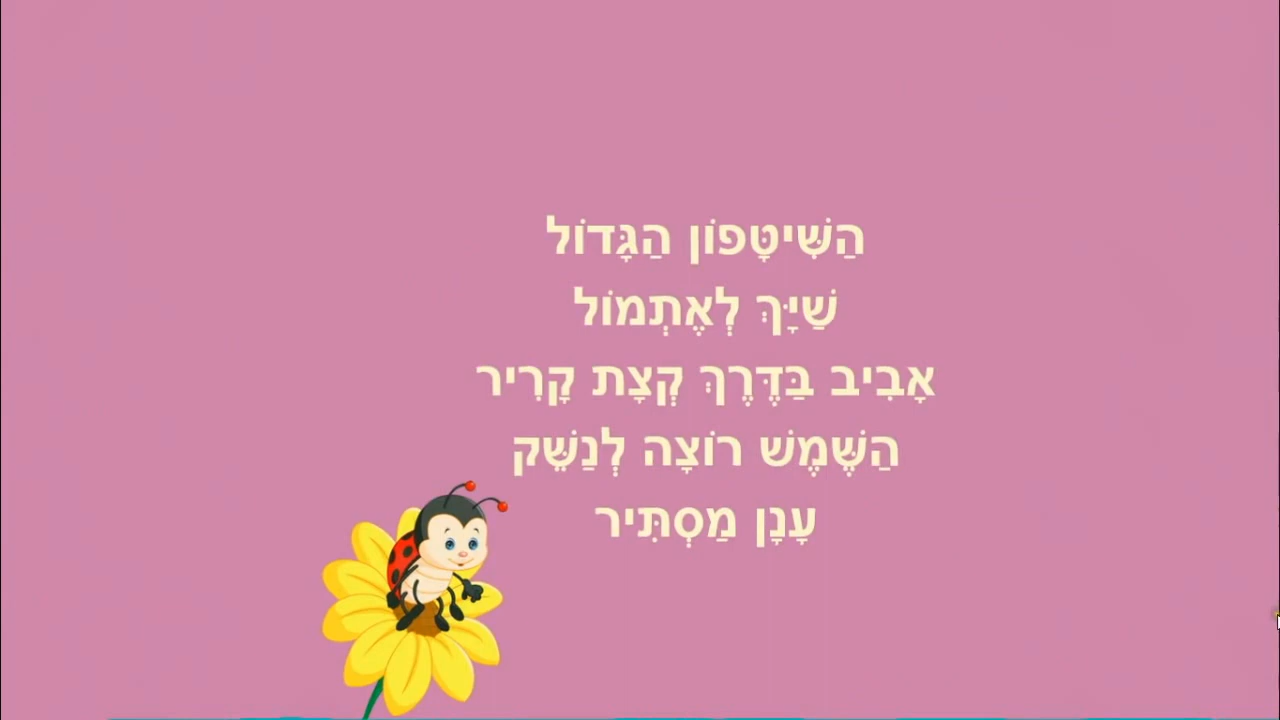 הַשִּׁיטָּפוֹן הַגָּדוֹל
שַׁיָּךְ לְאֶתְמוֹל
אָבִיב בַּדֶּרֶךְ קְצָת קָרִיר
הַשֶּׁמֶשׁ רוֹצָה לְנַשֵּׁק
עָנָן מַסְתִּיר